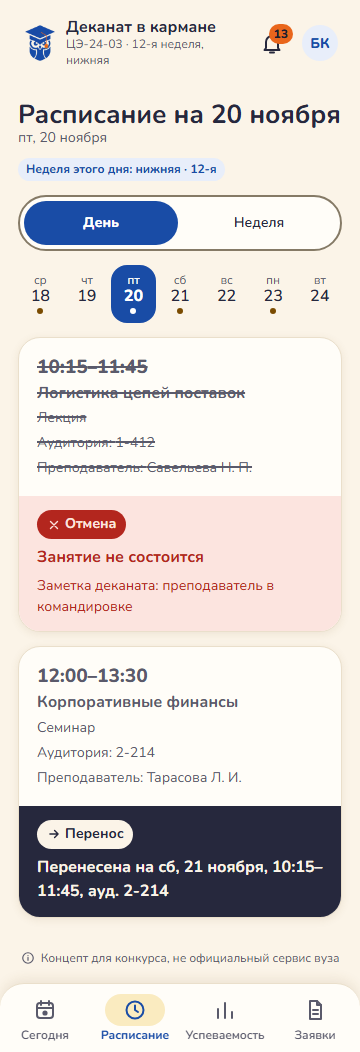 Деканат в кармане
ЦЭ-24-03 · 12-я неделя,
нижняя
13
БК
Расписание на 20 ноября
пт, 20 ноября
Неделя этого дня: нижняя · 12-я
День
Неделя
ср чт пт сб вс пн вт
18 19 20 21 22 23 24
10:15–11:45
Логистика цепей поставок
Лекция
Аудитория: 1-412
Преподаватель: Савельева Н. П.
Отмена
Занятие не состоится
Заметка деканата: преподаватель в
командировке
12:00–13:30
Корпоративные финансы
Семинар
Аудитория: 2-214
Преподаватель: Тарасова Л. И.
→ Перенос
Перенесена на сб, 21 ноября, 10:15–
11:45, ауд. 2-214
Концепт для конкурса, не официальный сервис вуза
Сегодня
Расписание
Успеваемость
Заявки